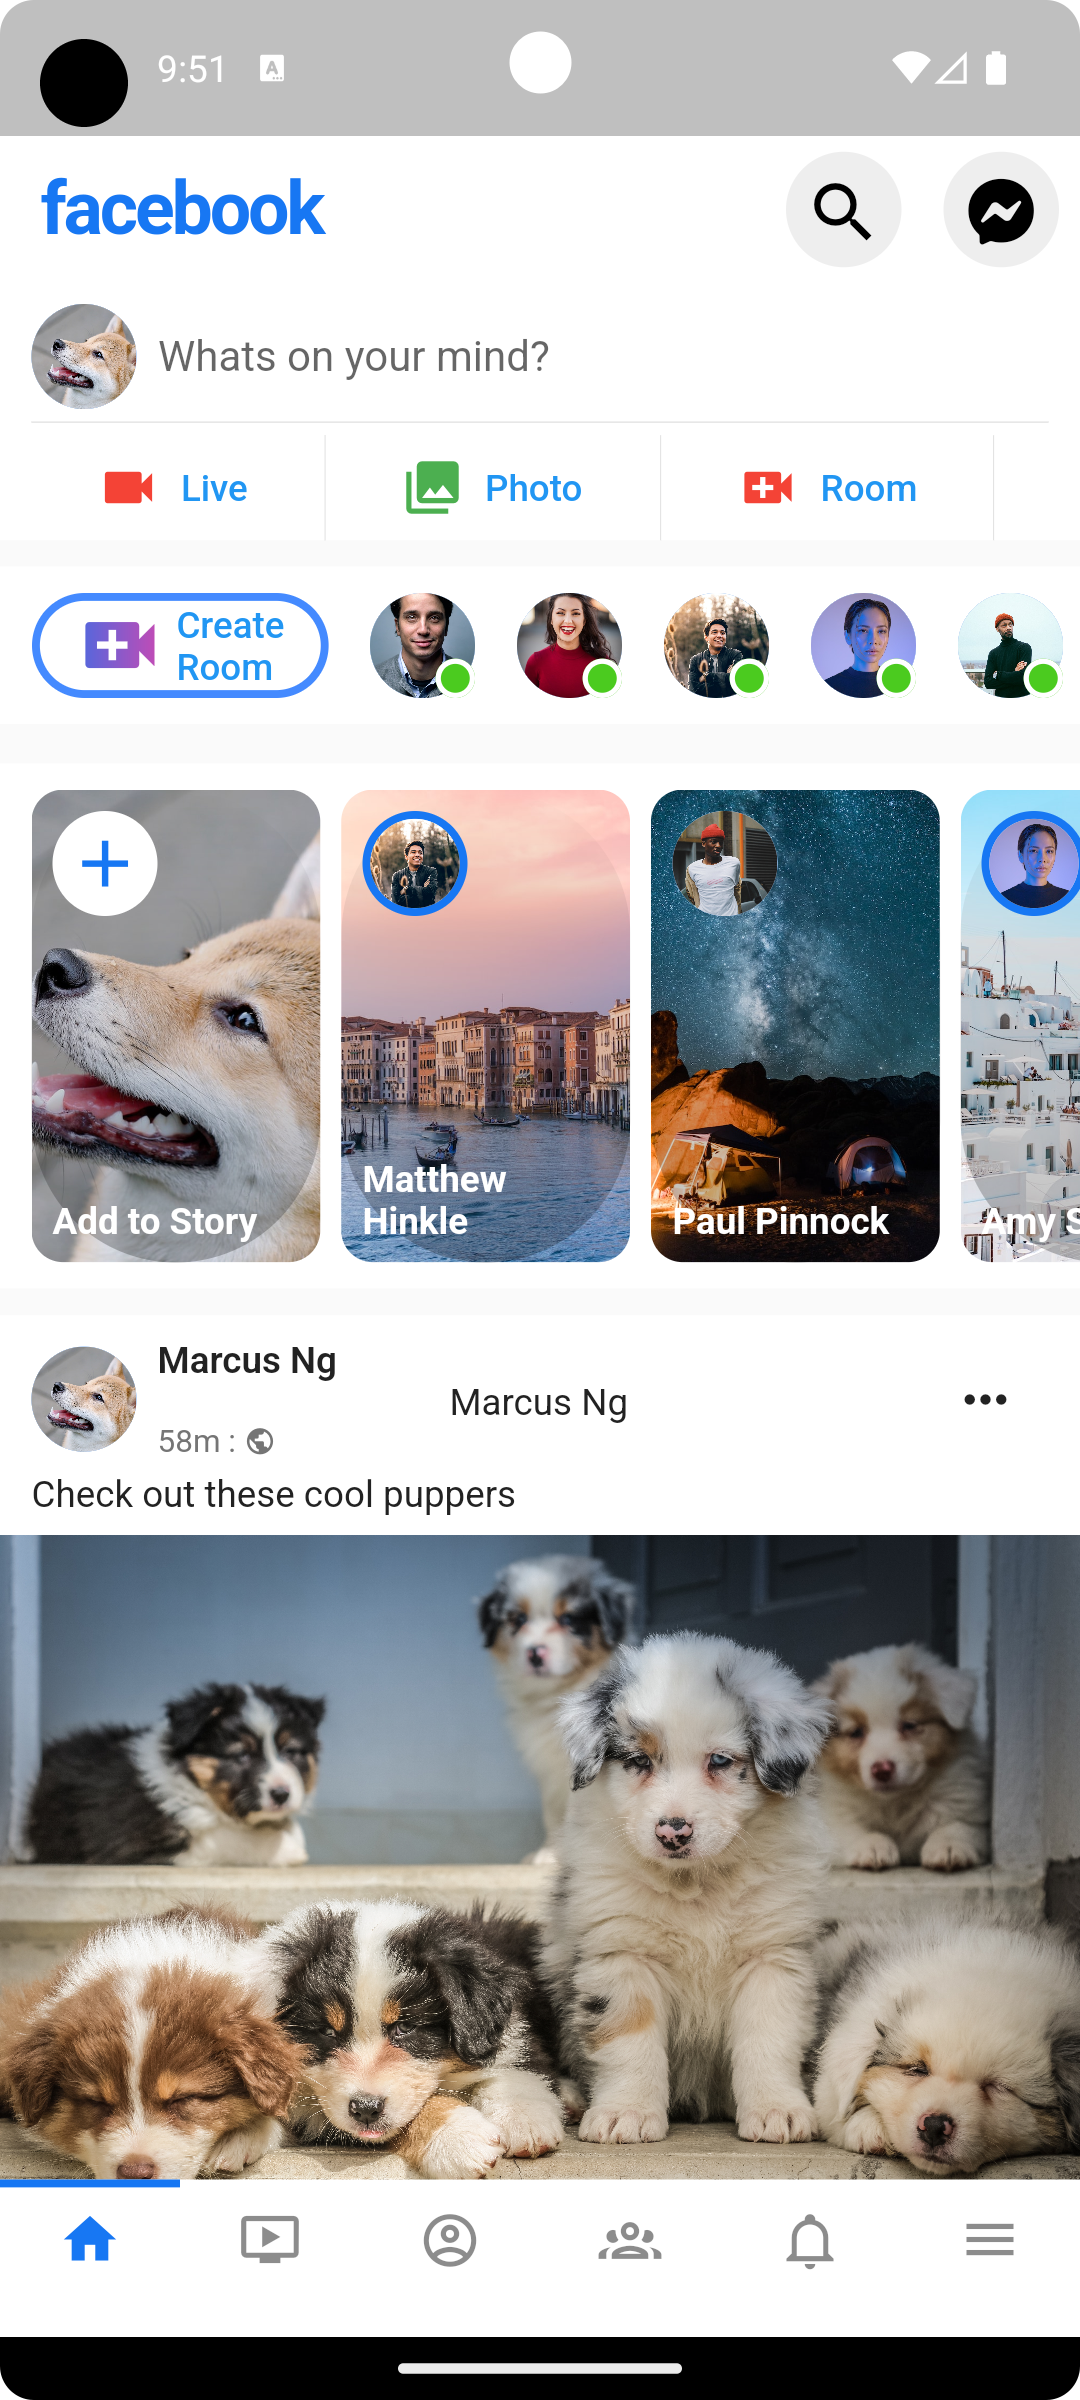 9:51
facebook
Whats on your mind?
Live
Photo
Room
Create
Room
Add to Story
Matthew
Hinkle
Paul Pinnock
Amy S
Marcus Ng
Marcus Ng
58m :
Check out these cool puppers